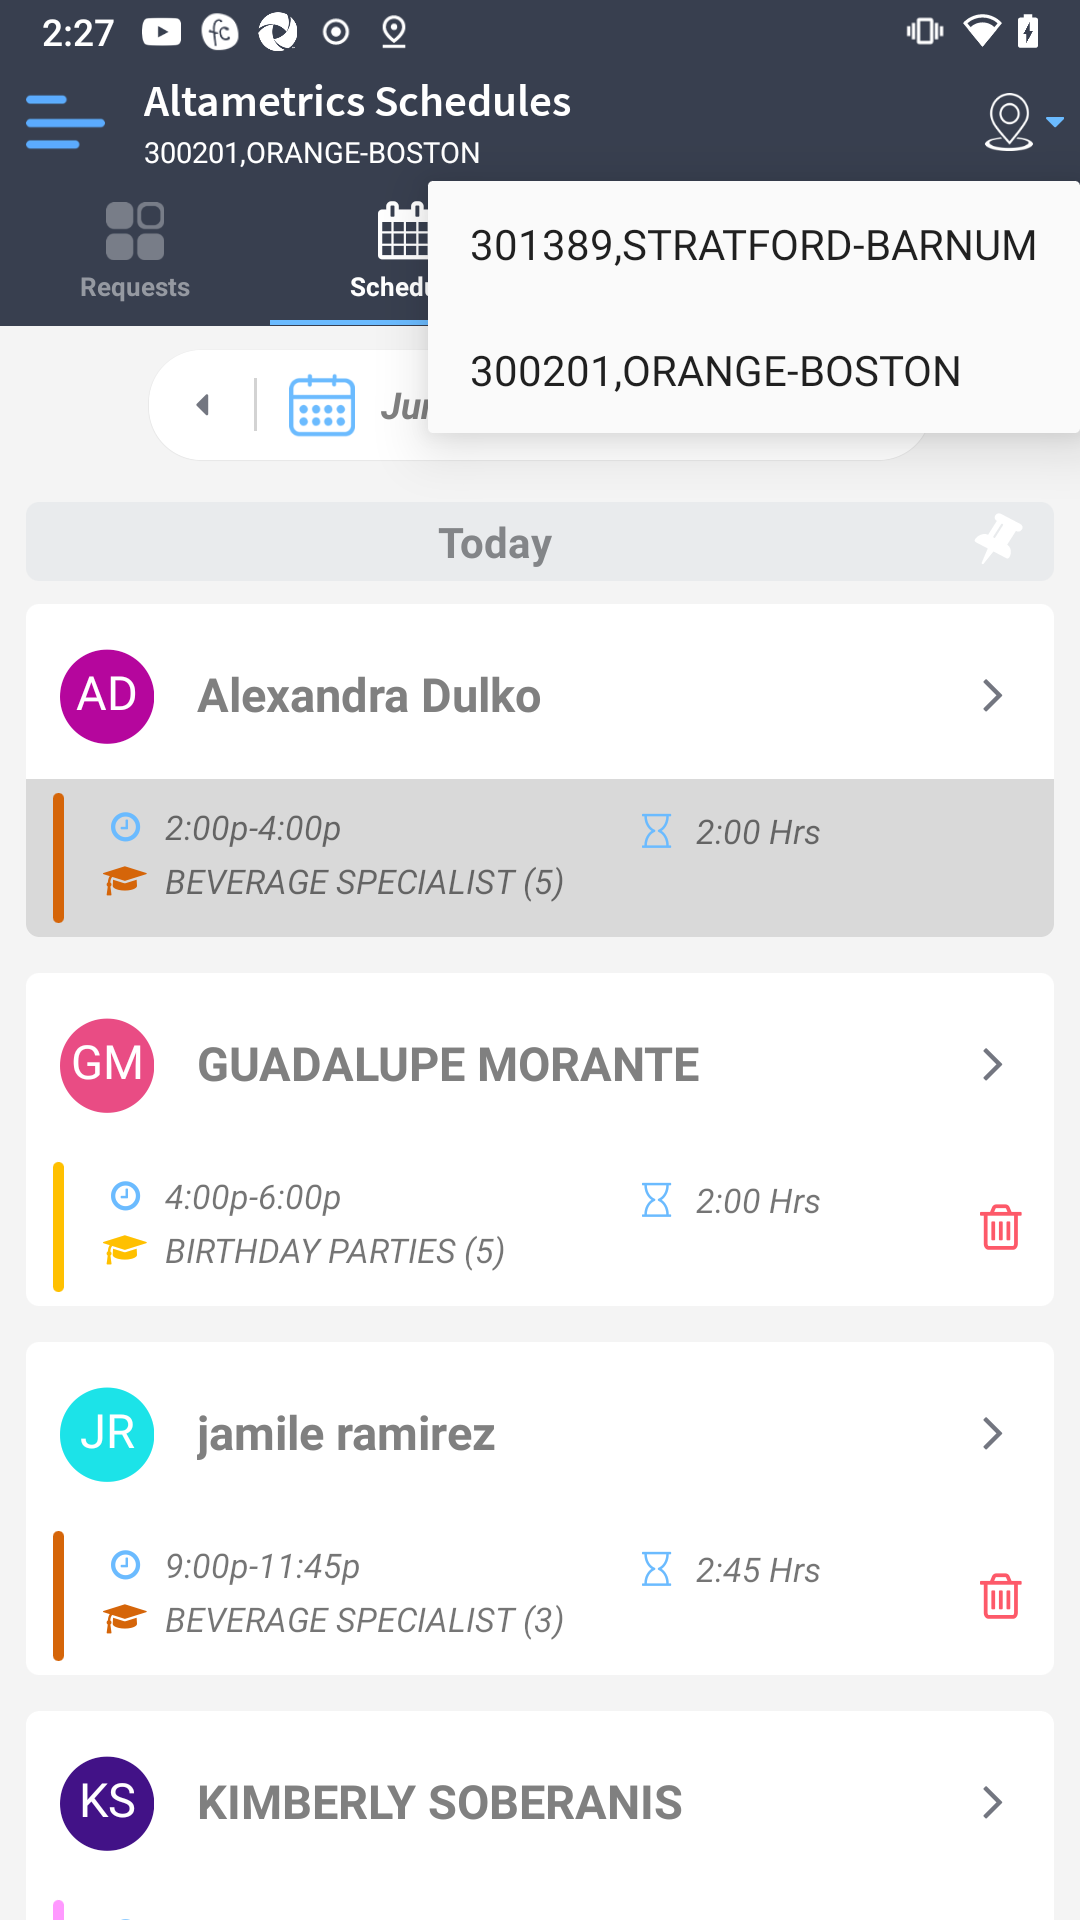 2:27
Altametrics Schedules
300201,ORANGE-BOSTON
301389,STRATFORD-BARNUM
300201,ORANGE-BOSTON
Requests
Today
AD
Alexandra Dulko
2:00p-4:00p
2:00 Hrs
BEVERAGE SPECIALIST (5)
GM
GUADALUPE MORANTE
4:00p-6:00p
2:00 Hrs
BIRTHDAY PARTIES (5)
JR
jamile ramirez
9:00p-11:45p
2:45 Hrs
BEVERAGE SPECIALIST (3)
KS
KIMBERLY SOBERANIS